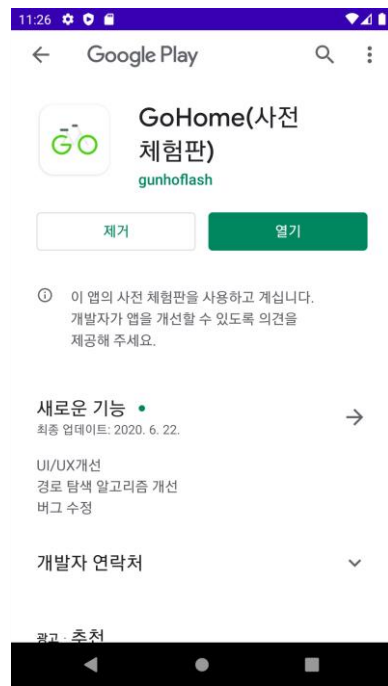 11:26
Google Play
GO
GoHome(사전
체험판)
gunhoflash
제거
열기
이 앱의 사전 체험판을 사용하고 계십니다.
개발자가 앱을 개선할 수 있도록 의견을
제공해 주세요.
새로운 기능
최종 업데이트: 2020. 6. 22.
UI/UX개선
경로 탐색 알고리즘 개선
버그 수정
개발자 연락처
광고 · 추천